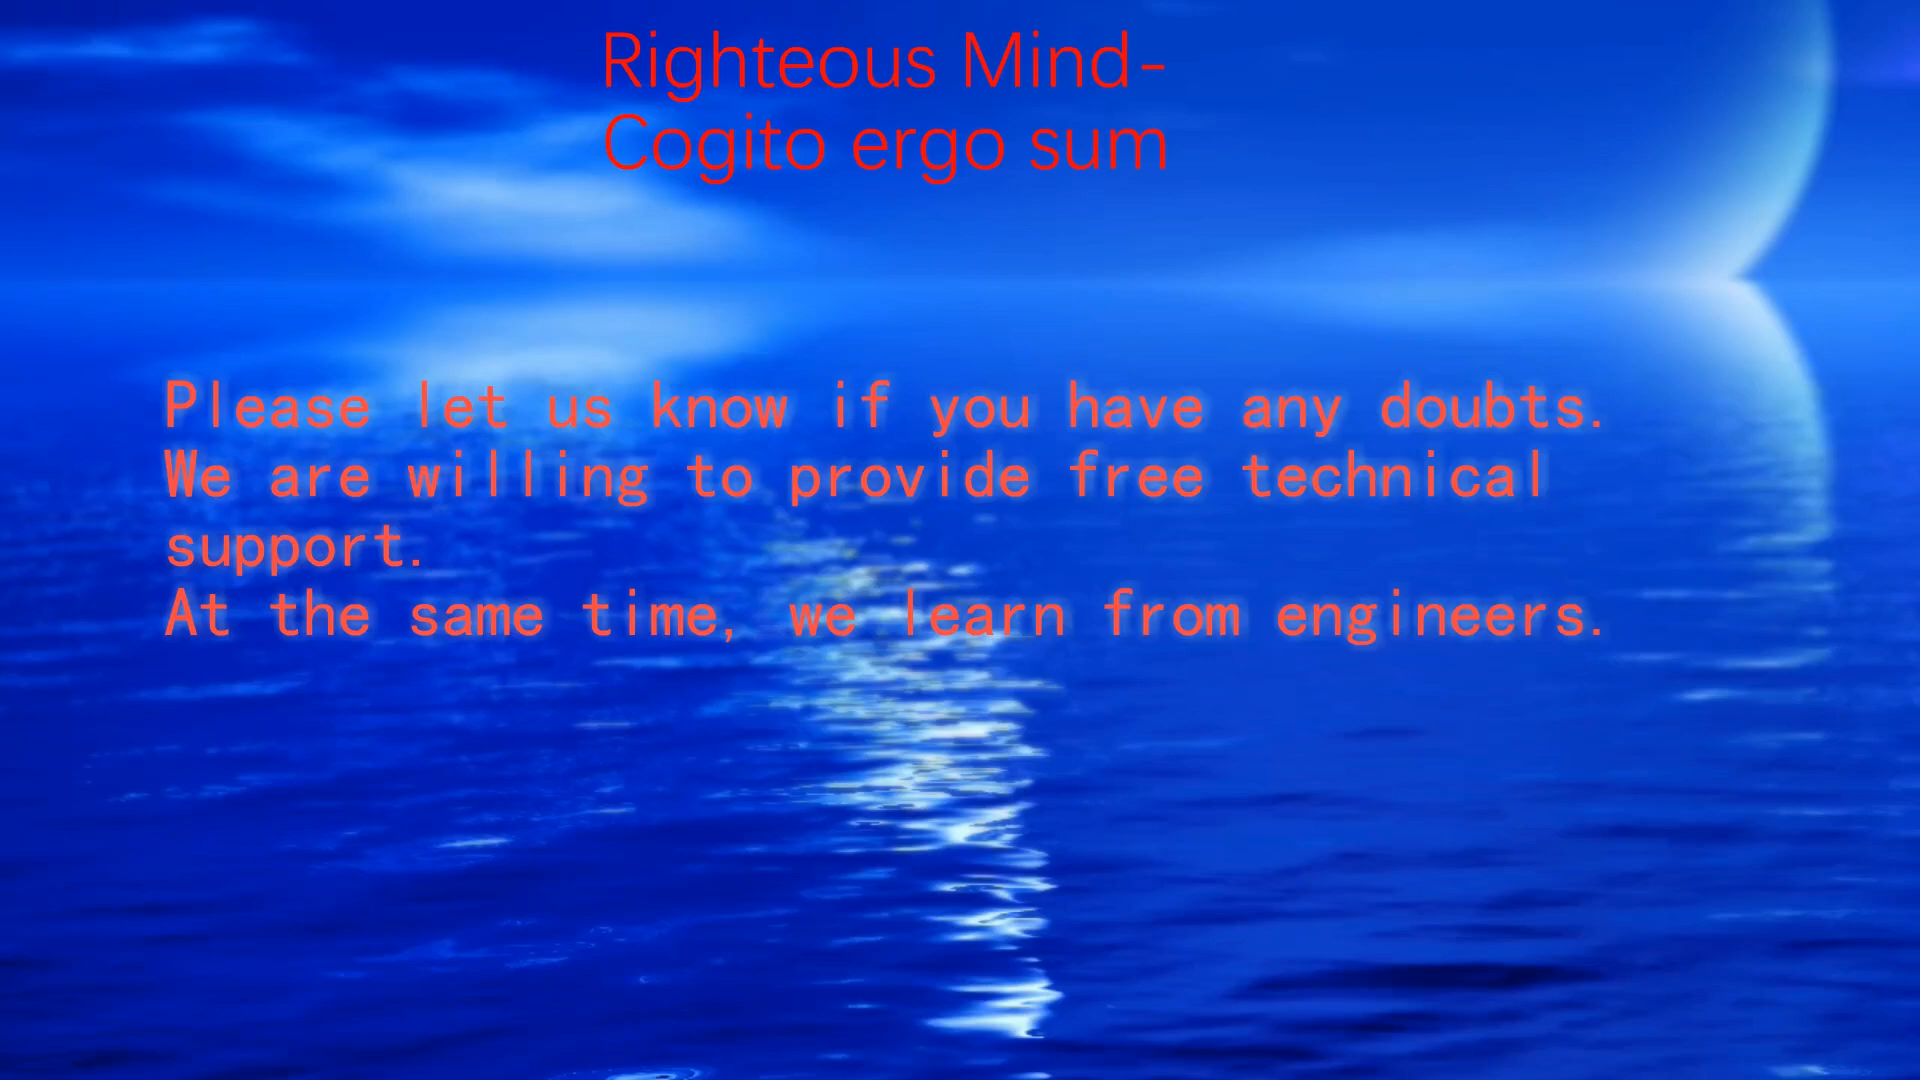 Righteous Mind-
Cogito ergo sum
Please let us know if you have any doubts.
We are willing to provide free technical
support.
At the same time, we learn from engineers.